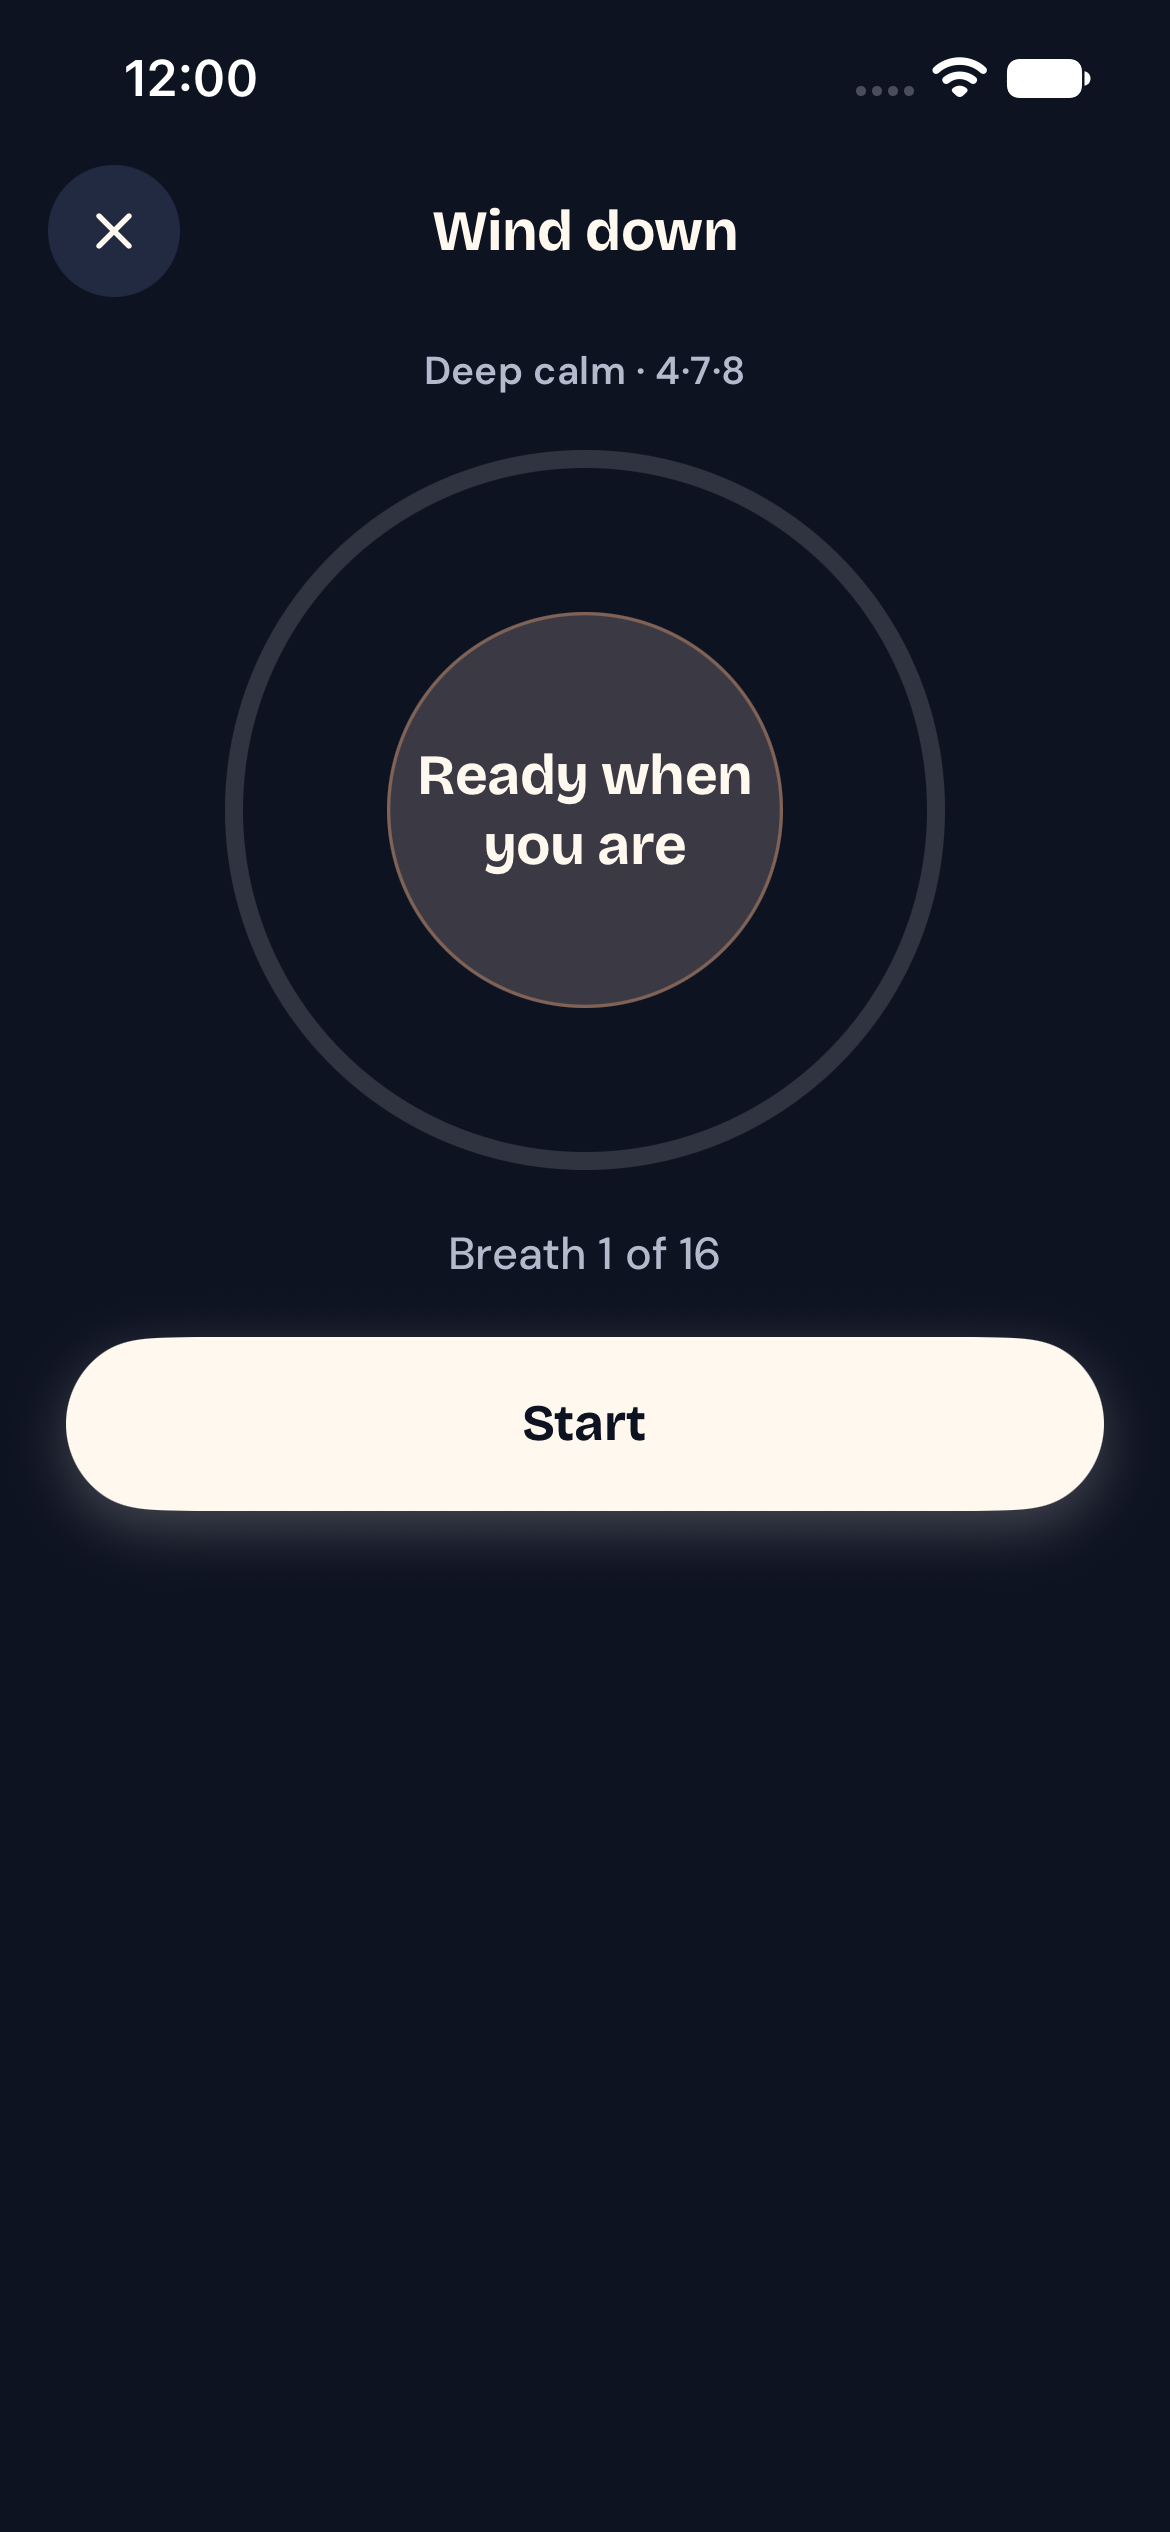 12:00
Wind down
Deep calm · 4·7·8
Ready when
you are
Breath 1 of 16
Start